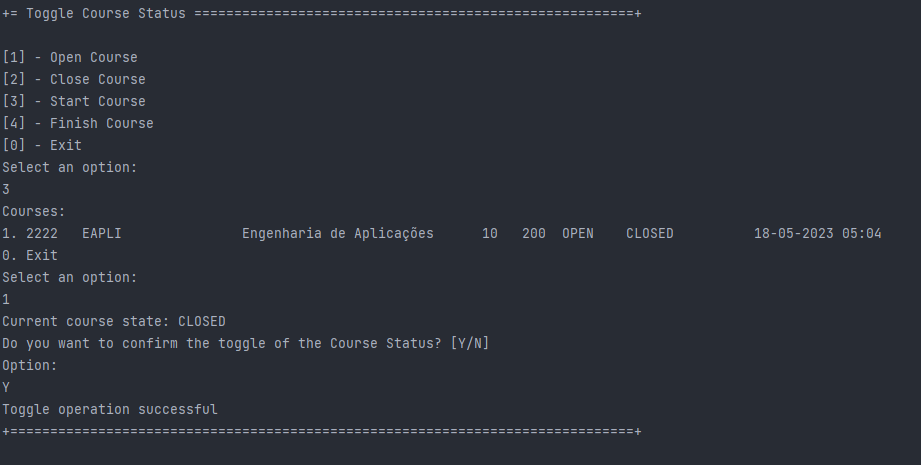 += Toggle Course Status =======================================================+
[1] - Open Course
[2] - Close Course
[3] - Start Course
[4] - Finish Course
[0] - Exit
Select an option:
3
Courses:
1. 2222   EAPLI               Engenharia de Aplicações      10   200  OPEN    CLOSED          18-05-2023 05:04
0. Exit
Select an option:
1
Current course state: CLOSED
Do you want to confirm the toggle of the Course Status? [Y/N]
Option:
Y
Toggle operation successful
+==============================================================================+